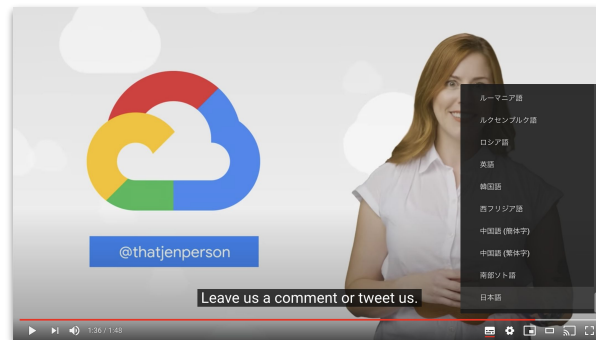 ルーマニア語
ルクセンブルク語
ロシア語
英語
韓国語
西フリジア語
中国語 (簡体字)
中国語 (繁体字)
南部ソト語
日本語
@thatjenperson
Leave us a comment or tweet us.
1:36 / 1:48